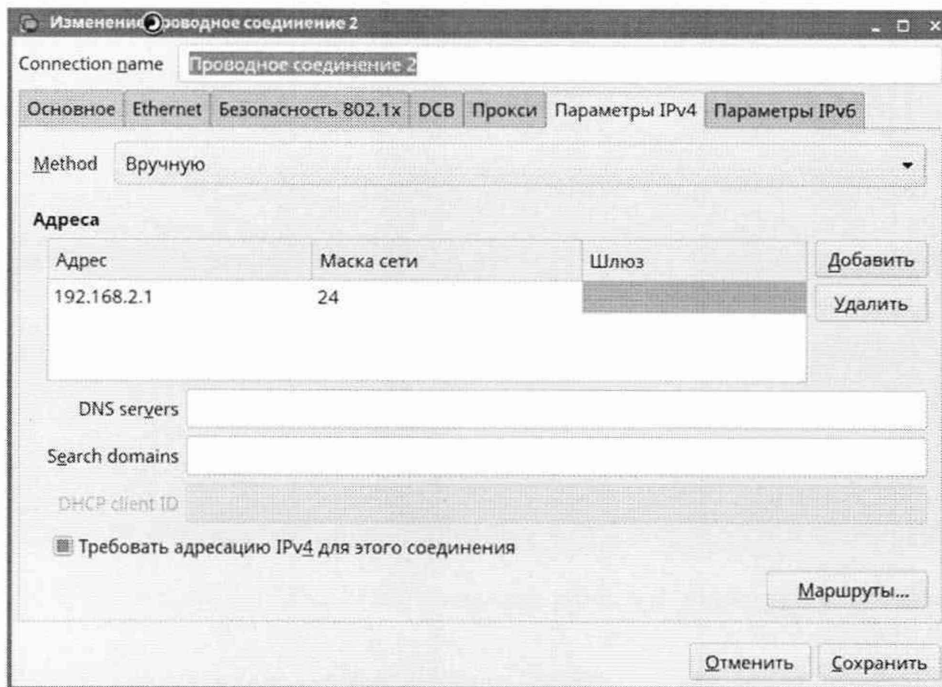 Изменение Проводное соединение 2
Connection name Проводное соединение 2
Основное Ethernet Безопасность 802.1x DCB Прокси Параметры IPv4 Параметры IPv6
Method Вручную
Адреса
Адрес Маска сети Шлюз Добавить
192.168.2.1 24 Удалить
DNS servers
Search domains
DHCP client ID
Требовать адресацию IPv4 для этого соединения
Маршруты...
Отменить Сохранить